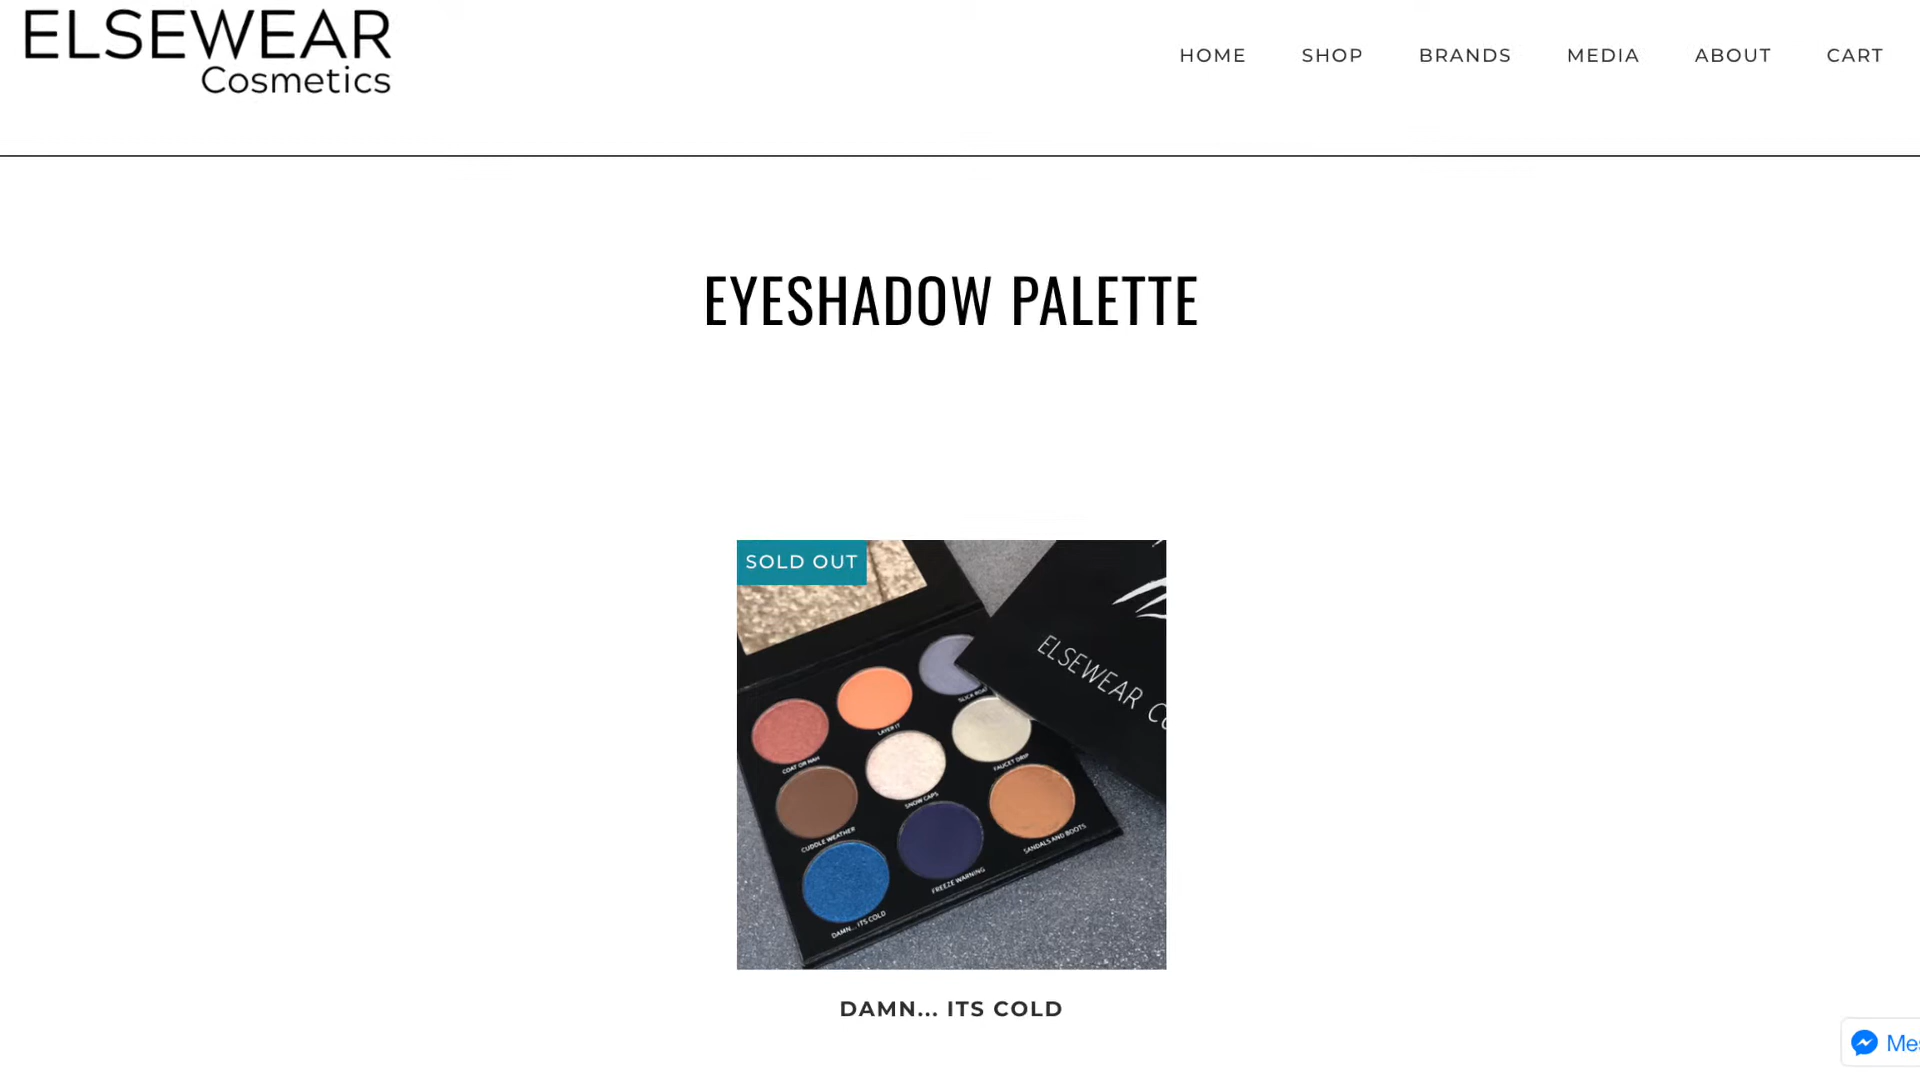 ELSEWEAR
Cosmetics
HOME
SHOP
BRANDS
MEDIA
ABOUT
CART
EYESHADOW PALETTE
SOLD OUT
ELSEWEAR
SLICK
LAYER IT
COAT OR NAH
FAUCET DRIP
SNOW CAPS
CUDDLE WEATHER
SANDALS AND BOOTS
FREEZE WARNING
DAMN... ITS COLD
DAMN... ITS COLD